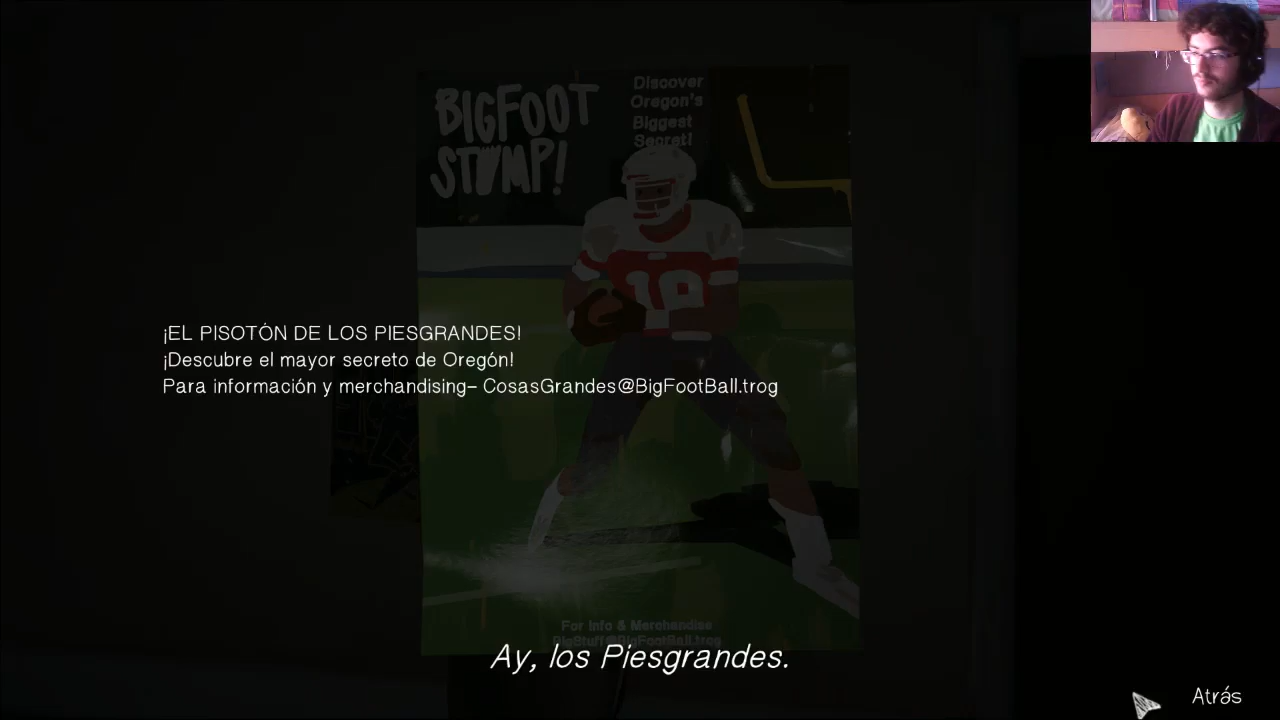 BIGFOOT
STOMP!
Discover
Oregon's
Biggest
Secret!
18
¡EL PISOTÓN DE LOS PIESGRANDES!
¡Descubre el mayor secreto de Oregón!
Para información y merchandising- CosasGrandes@BigFootBall.trog
For Info & Merchandise
BigStuff@BigFootBall.trog
Ay, los Piesgrandes.
Atrás